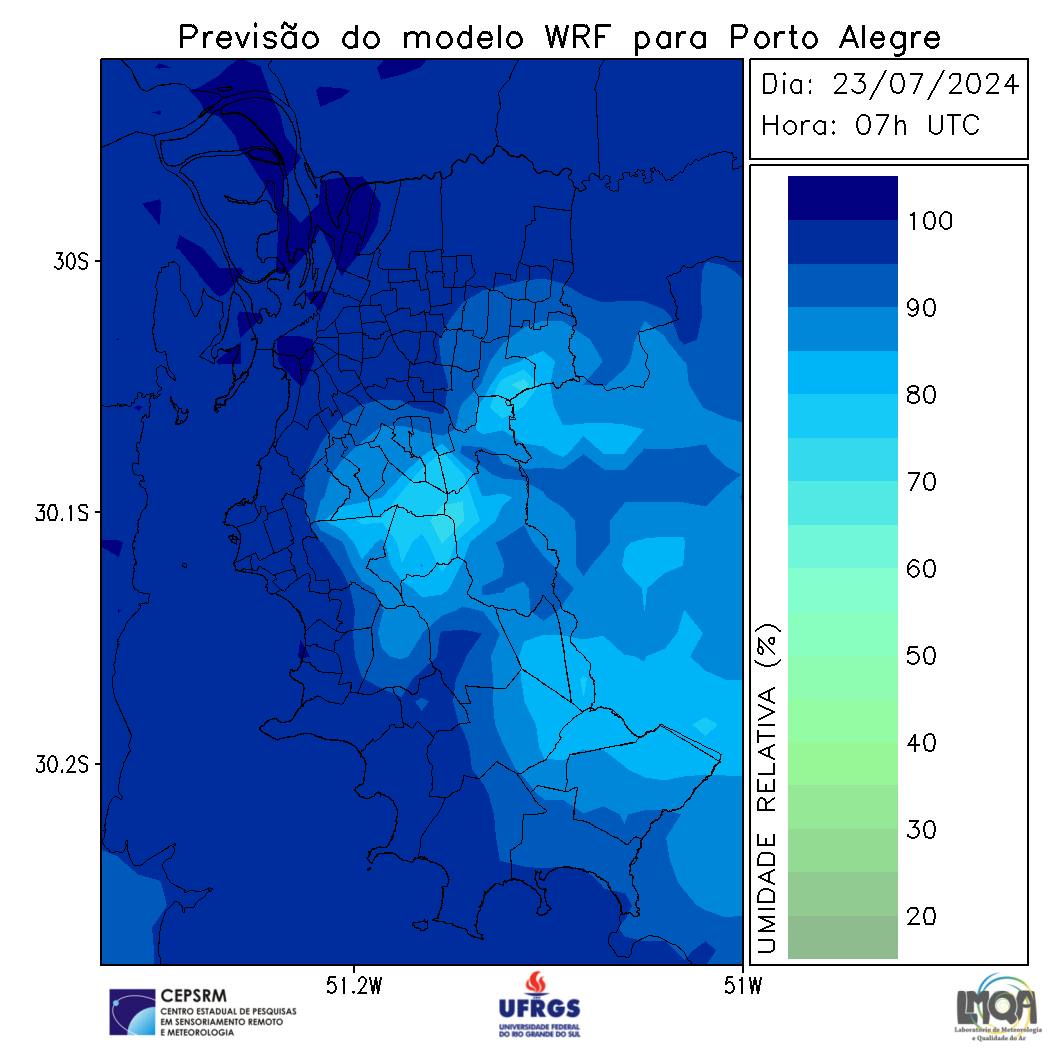 Previsão do modelo WRF para Porto Alegre
Dia: 23/07/2024
Hora: 07h UTC
30S
30.1S
30.2S
51.2W
51W
UMIDADE RELATIVA (%)
100
90
80
70
60
50
40
30
20
CEPSRM
CENTRO ESTADUAL DE PESQUISAS
EM SENSORIAMENTO REMOTO
E METEOROLOGIA
UFRGS
UNIVERSIDADE FEDERAL
DO RIO GRANDE DO SUL
LMQA
Laboratório de Meteorologia
e Qualidade do Ar